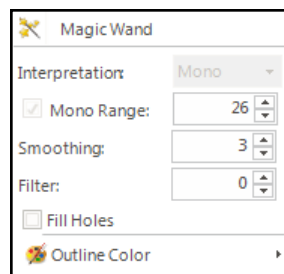 Magic Wand
Interpretation: Mono
Mono Range: 26
Smoothing: 3
Filter: 0
Fill Holes
Outline Color